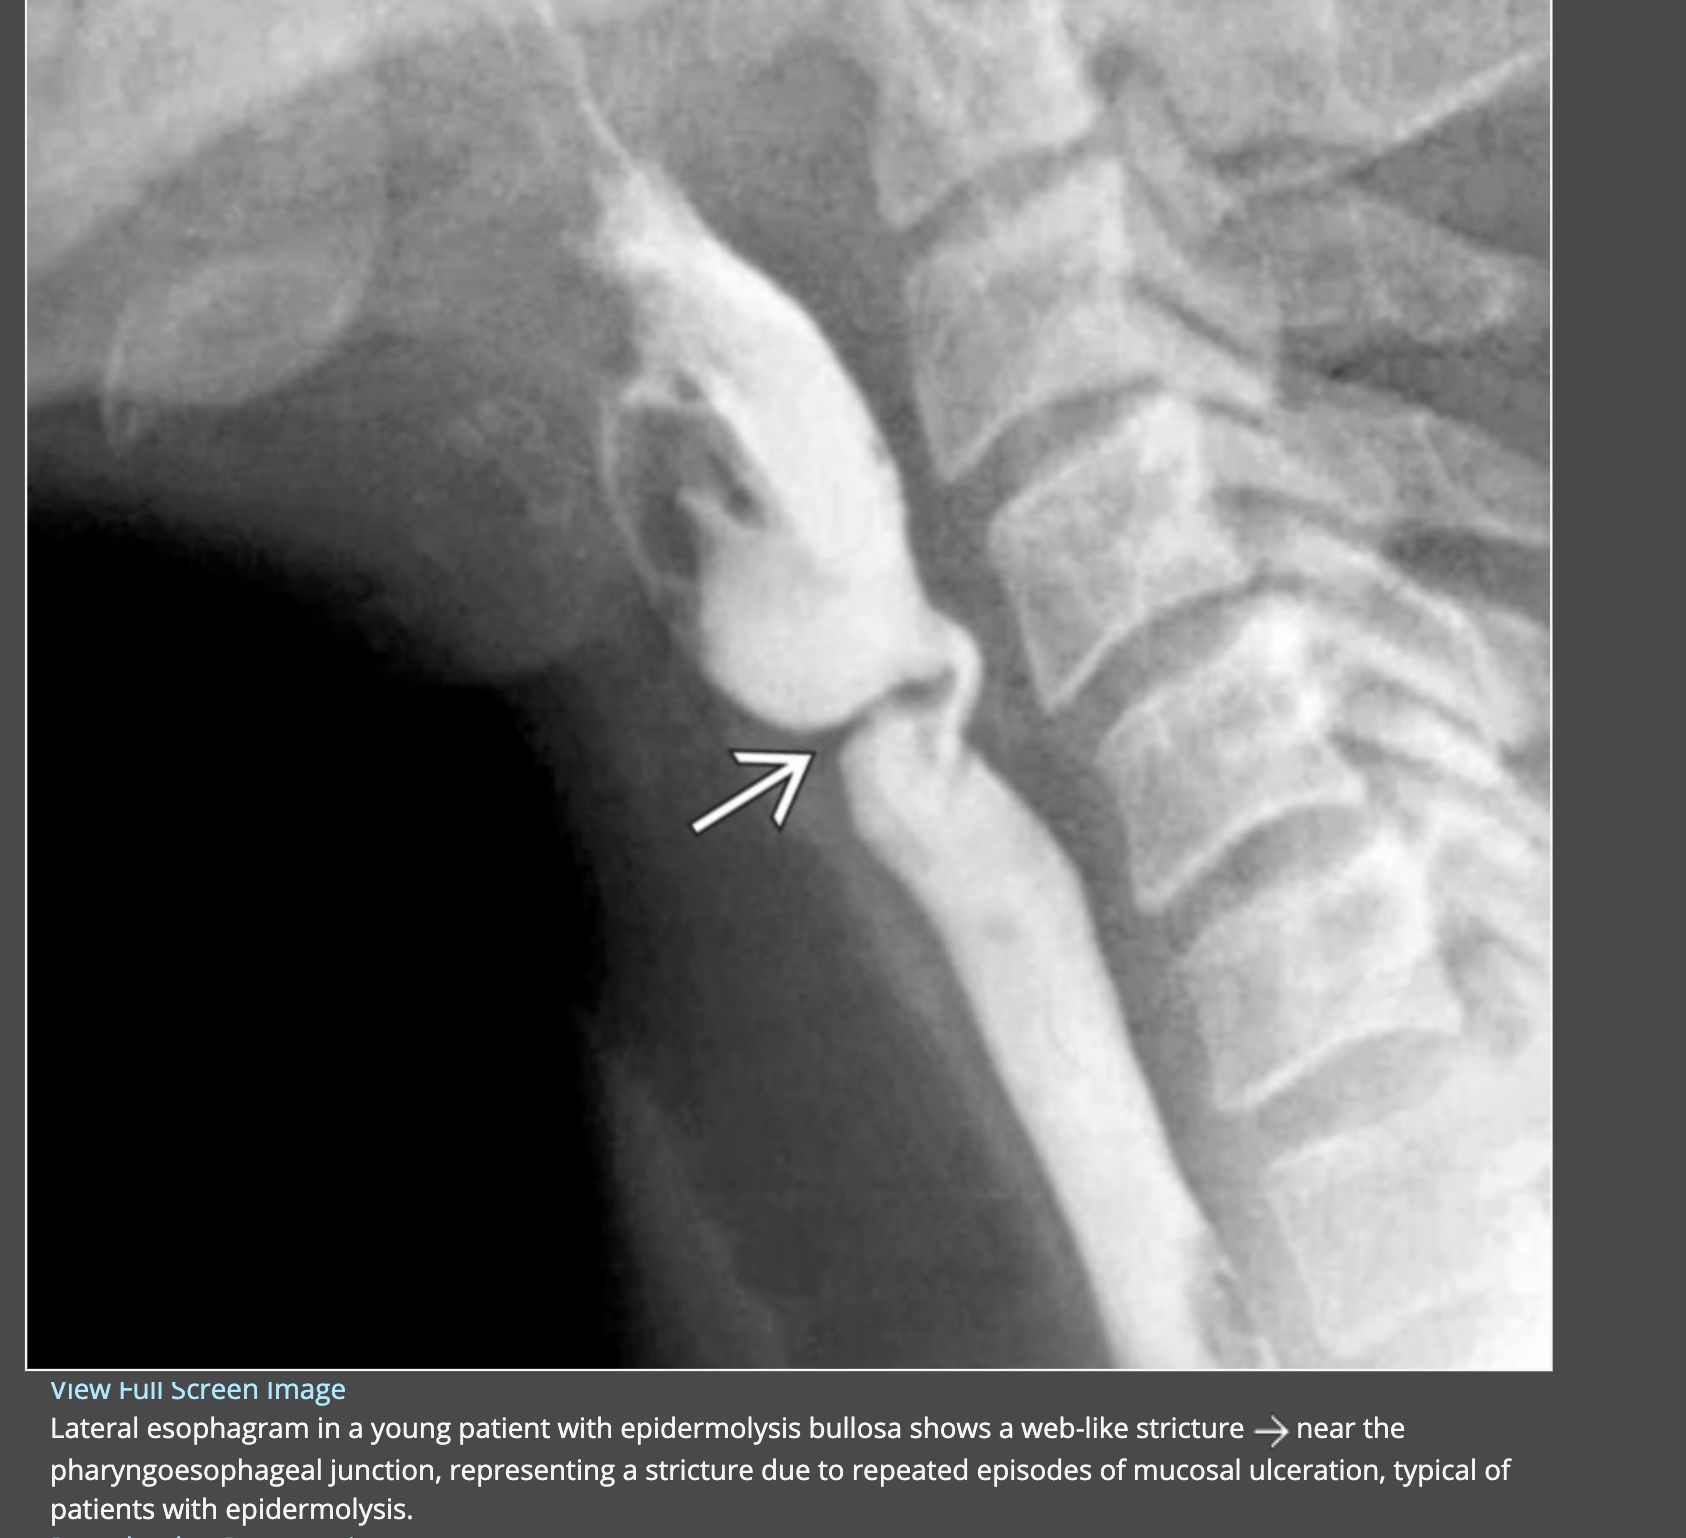 View Full Screen Image
Lateral esophagram in a young patient with epidermolysis bullosa shows a web-like stricture → near the
pharyngoesophageal junction, representing a stricture due to repeated episodes of mucosal ulceration, typical of
patients with epidermolysis.